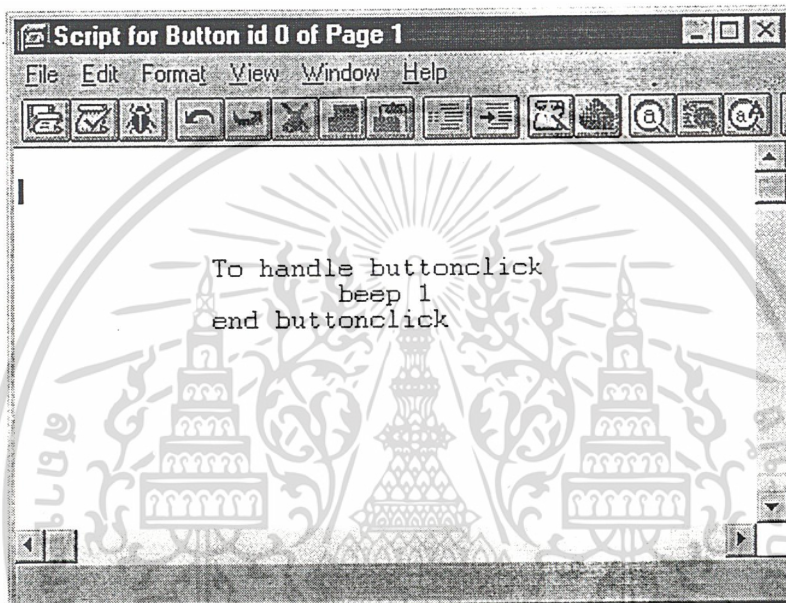 Script for Button id 0 of Page 1
File Edit Format View Window Help
To handle buttonclick
beep 1
end buttonclick